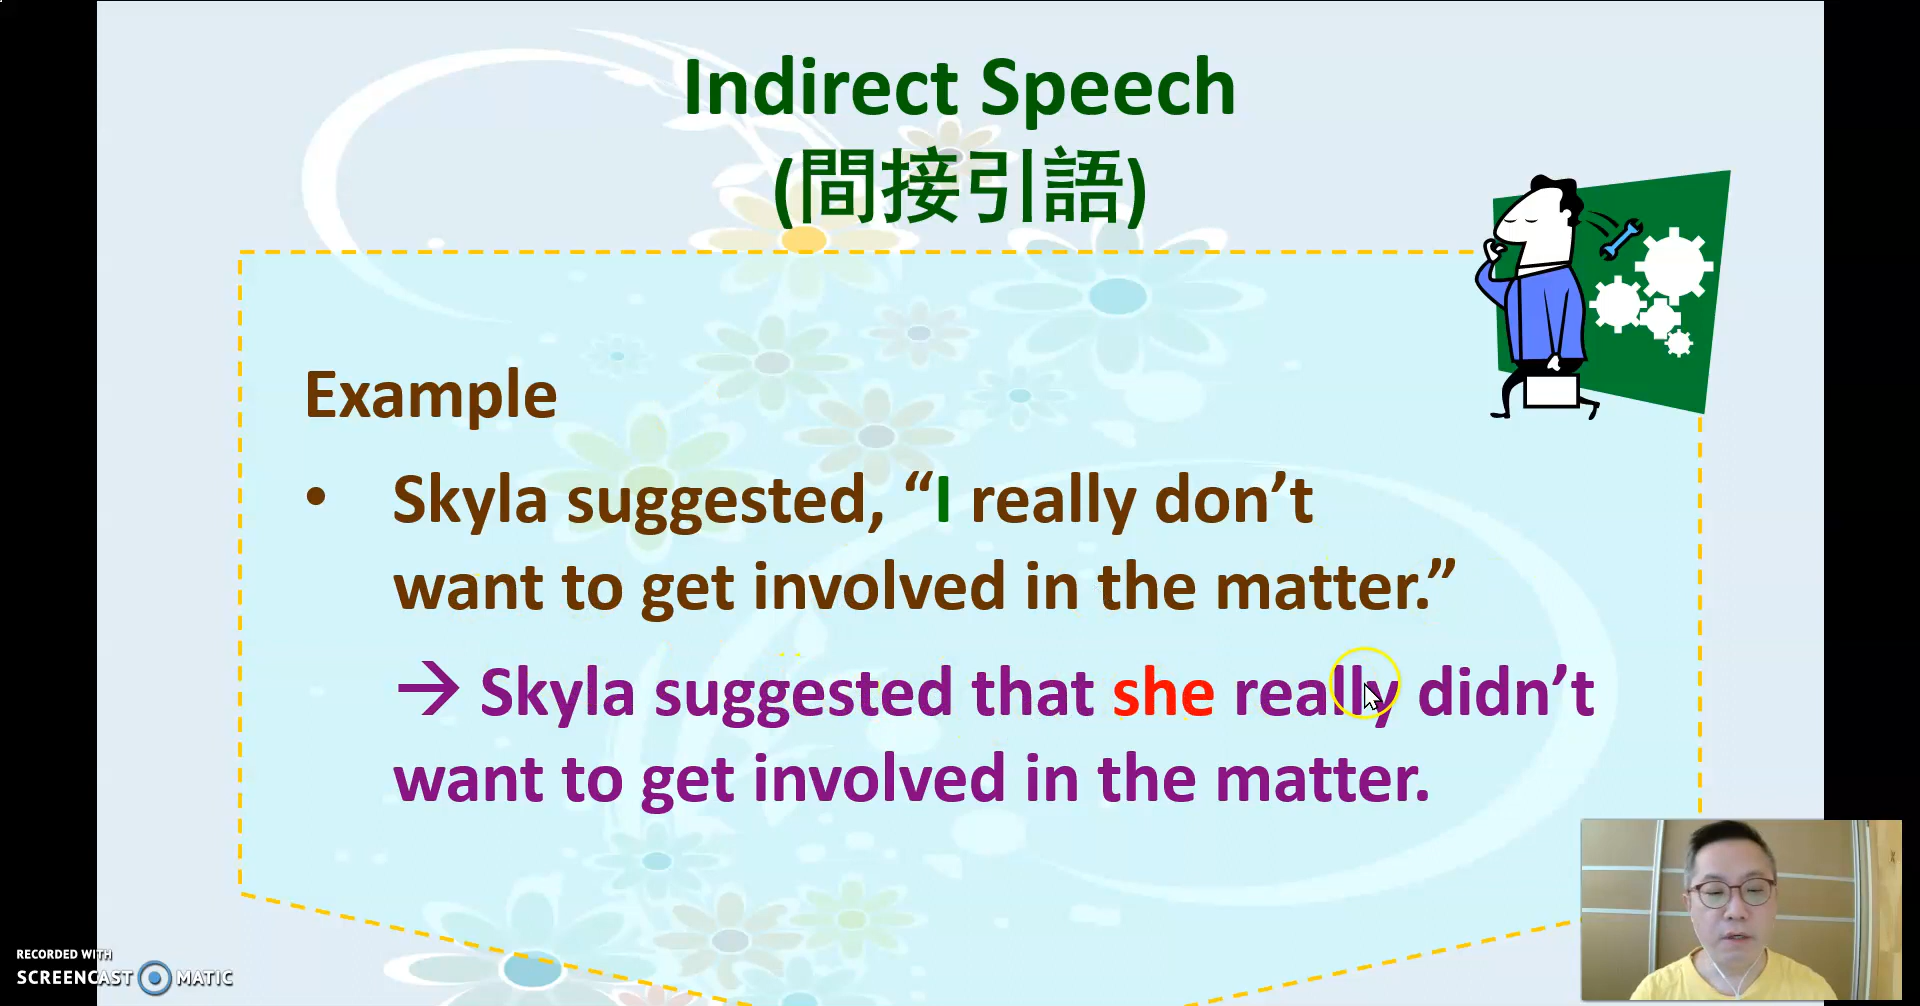 Indirect Speech
(間接引語)
Example
• Skyla suggested, “I really don’t
want to get involved in the matter.”
→ Skyla suggested that she really didn’t
want to get involved in the matter.
RECORDED WITH
SCREENCAST MATIC